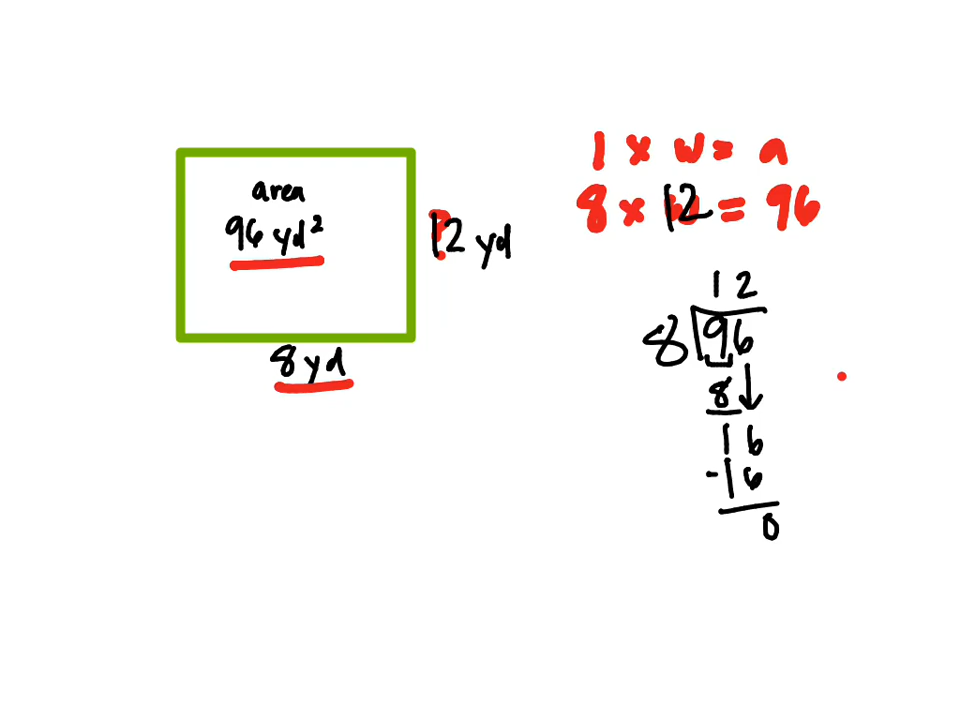 area
96 yd²
12 yd
8 yd
l × w = a
8 × 12 = 96
12
8 96
8
16
-16
0